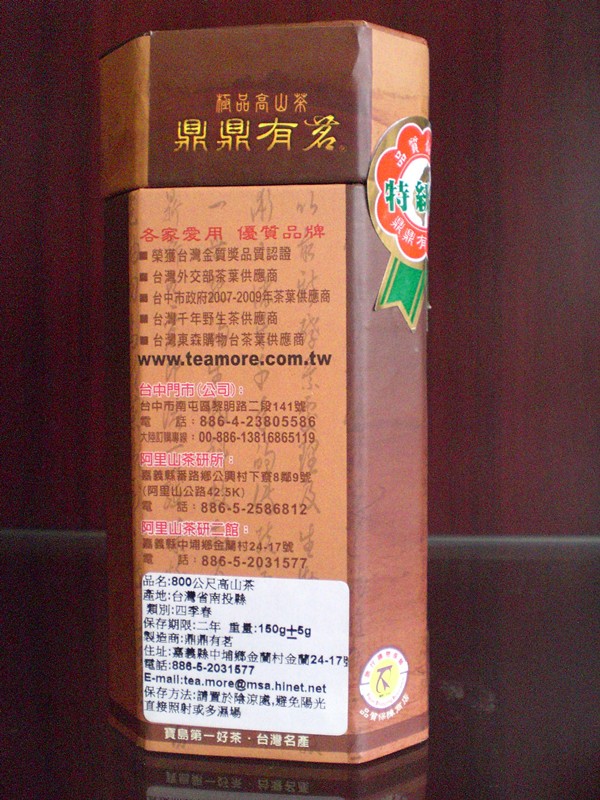 極品高山茶
鼎鼎有茗
特級
鼎鼎有
各家愛用 優質品牌
■ 榮獲台灣金質獎品質認證
■ 台灣外交部茶葉供應商
■ 台中市政府2007-2009年茶葉供應商
■ 台灣千年野生茶供應商
■ 台灣東森購物台茶葉供應商
www.teamore.com.tw
台中門市(公司):
台中市南屯區黎明路二段141號
電 話:886-4-23805586
大陸訂購專線:00-886-13816865119
阿里山茶研所:
嘉義縣番路鄉公興村下寮8鄰9號
(阿里山公路42.5K)
電 話:886-5-2586812
阿里山茶研二館:
嘉義縣中埔鄉金蘭村24-17號
電 話:886-5-2031577
品名:800公尺高山茶
產地:台灣省南投縣
類別:四季春
保存期限:二年 重量:150g±5g
製造商:鼎鼎有茗
住址:嘉義縣中埔鄉金蘭村金蘭24-17號
電話:886-5-2031577
E-mail:tea.more@msa.hinet.net
保存方法:請置於陰涼處,避免陽光
直接照射或多濕場
寶島第一好茶·台灣名產